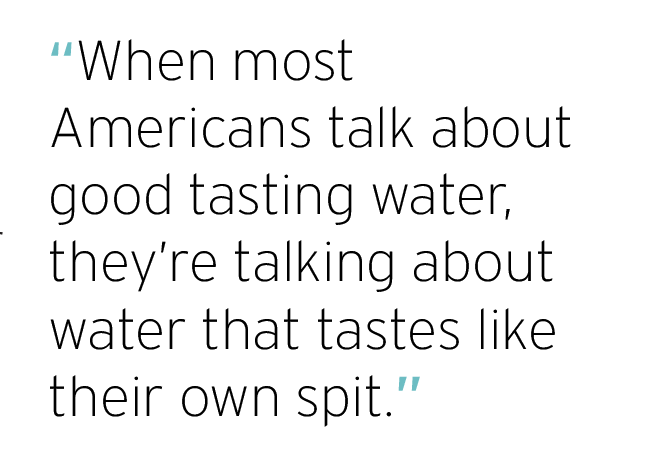 “When most
Americans talk about
good tasting water,
they’re talking about
water that tastes like
their own spit.”